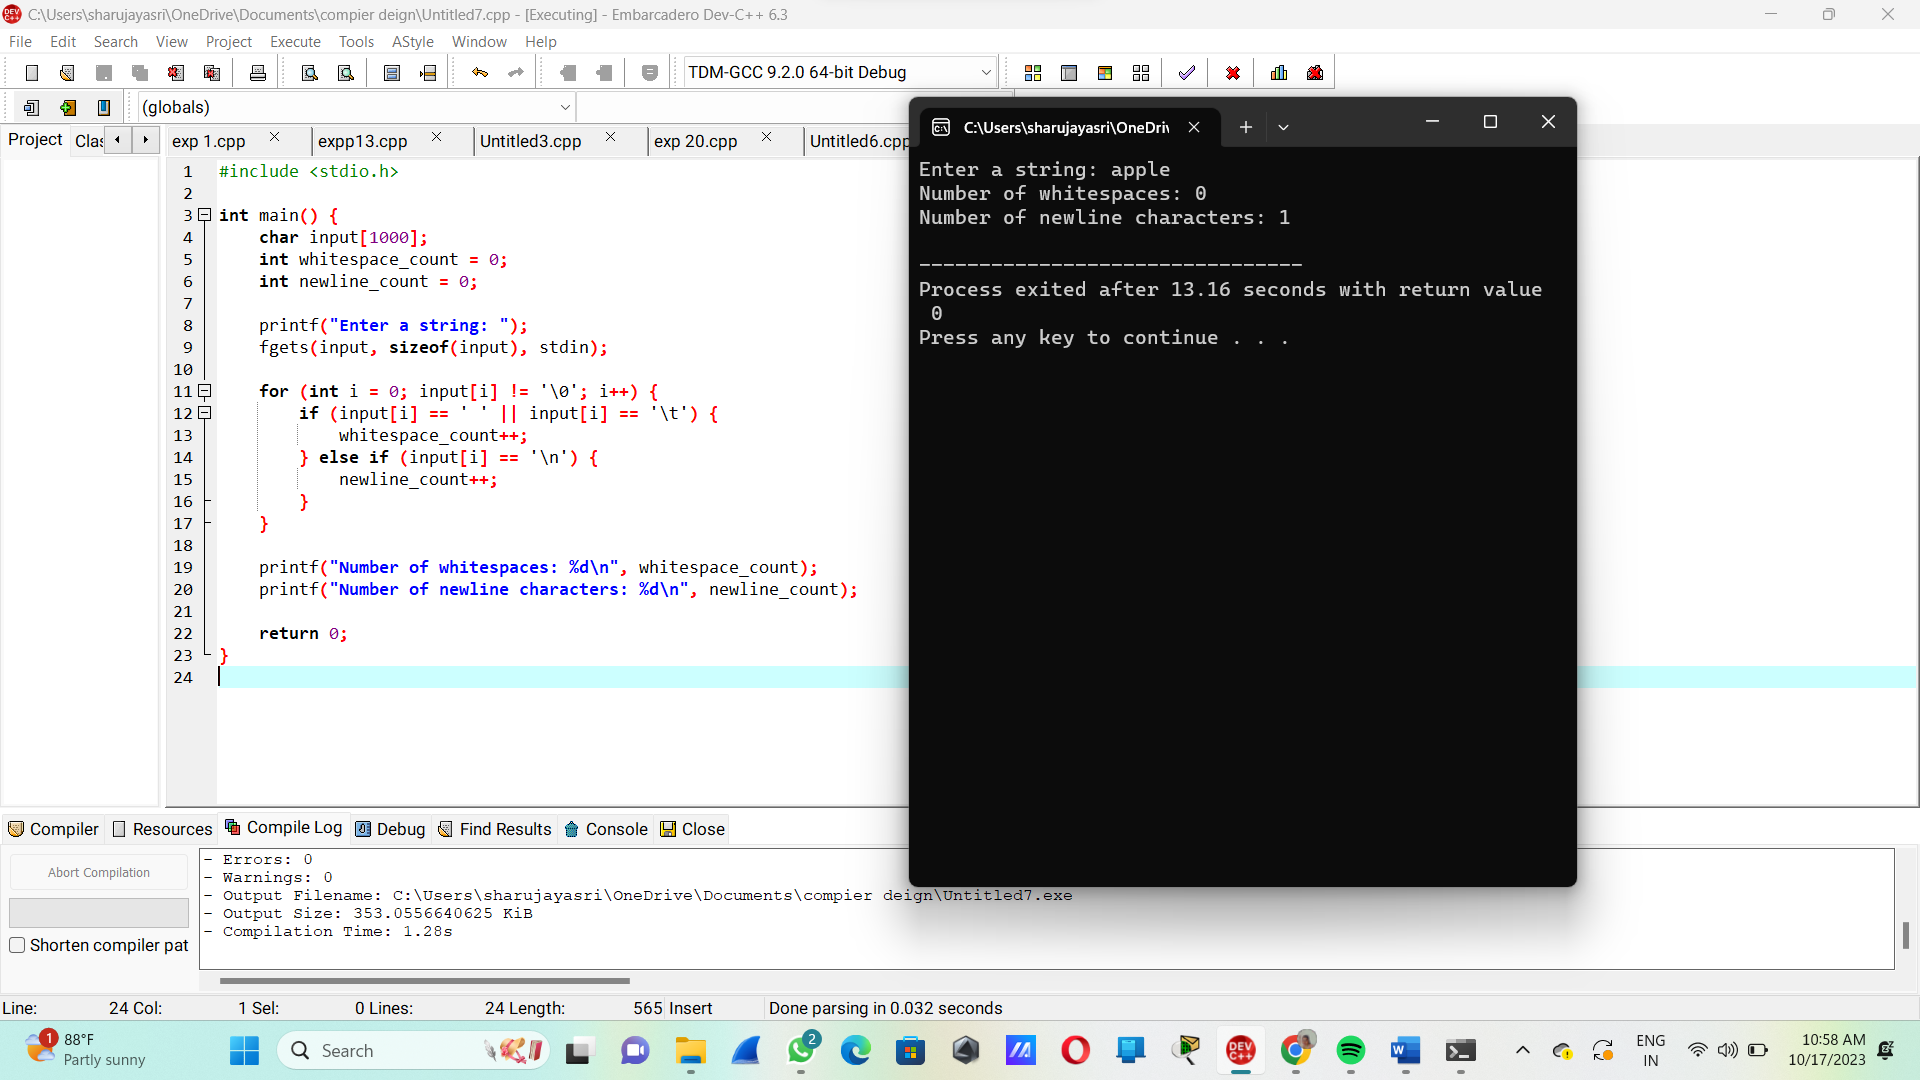 C:\Users\sharujayasri\OneDrive\Documents\compier deign\Untitled7.cpp - [Executing] - Embarcadero Dev-C++ 6.3
File Edit Search View Project Execute Tools AStyle Window Help
TDM-GCC 9.2.0 64-bit Debug
(globals)
Project Clas exp 1.cpp expp13.cpp Untitled3.cpp exp 20.cpp Untitled6.cpp
1 #include <stdio.h>
2
3 int main() {
4 char input[1000];
5 int whitespace_count = 0;
6 int newline_count = 0;
7
8 printf("Enter a string: ");
9 fgets(input, sizeof(input), stdin);
10
11 for (int i = 0; input[i] != '\0'; i++) {
12 if (input[i] == ' ' || input[i] == '\t') {
13 whitespace_count++;
14 } else if (input[i] == '\n') {
15 newline_count++;
16 }
17 }
18
19 printf("Number of whitespaces: %d\n", whitespace_count);
20 printf("Number of newline characters: %d\n", newline_count);
21
22 return 0;
23 }
24
C:\Users\sharujayasri\OneDri
Enter a string: apple
Number of whitespaces: 0
Number of newline characters: 1
--------------------------------
Process exited after 13.16 seconds with return value
0
Press any key to continue . . .
Compiler Resources Compile Log Debug Find Results Console Close
Abort Compilation
Shorten compiler pat
- Errors: 0
- Warnings: 0
- Output Filename: C:\Users\sharujayasri\OneDrive\Documents\compier deign\Untitled7.exe
- Output Size: 353.0556640625 KiB
- Compilation Time: 1.28s
Line: 24 Col: 1 Sel: 0 Lines: 24 Length: 565 Insert Done parsing in 0.032 seconds
1
88°F
Partly sunny
Search
2
DEV C++
ENG
IN
10:58 AM
10/17/2023